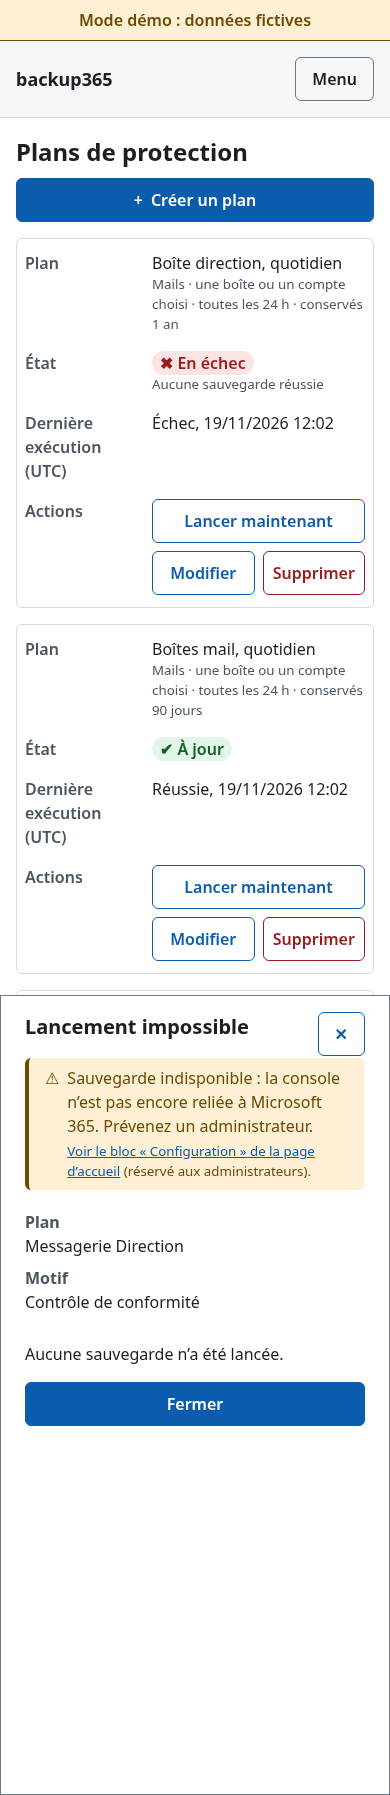 Mode démo : données fictives
backup365
Menu
Plans de protection
+ Créer un plan
Plan
Boîte direction, quotidien
Mails · une boîte ou un compte
choisi · toutes les 24 h · conservés
1 an
État
✖ En échec
Aucune sauvegarde réussie
Dernière
exécution
(UTC)
Échec, 19/11/2026 12:02
Actions
Lancer maintenant
Modifier
Supprimer
Plan
Boîtes mail, quotidien
Mails · une boîte ou un compte
choisi · toutes les 24 h · conservés
90 jours
État
✔ À jour
Dernière
exécution
(UTC)
Réussie, 19/11/2026 12:02
Actions
Lancer maintenant
Modifier
Supprimer
Lancement impossible
✕
⚠ Sauvegarde indisponible : la console
n’est pas encore reliée à Microsoft
365. Prévenez un administrateur.
Voir le bloc « Configuration » de la page
d’accueil (réservé aux administrateurs).
Plan
Messagerie Direction
Motif
Contrôle de conformité
Aucune sauvegarde n’a été lancée.
Fermer